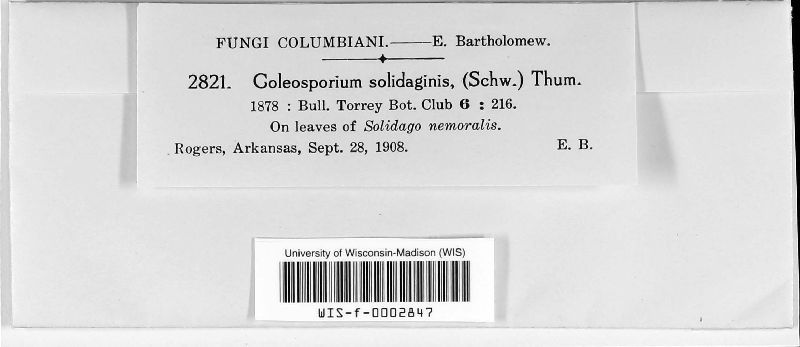 FUNGI COLUMBIANI.——E. Bartholomew.
2821. Coleosporium solidaginis, (Schw.) Thum.
1878 : Bull. Torrey Bot. Club 6 : 216.
On leaves of Solidago nemoralis.
Rogers, Arkansas, Sept. 28, 1908. E. B.
University of Wisconsin-Madison (WIS)
WIS-f-0002847